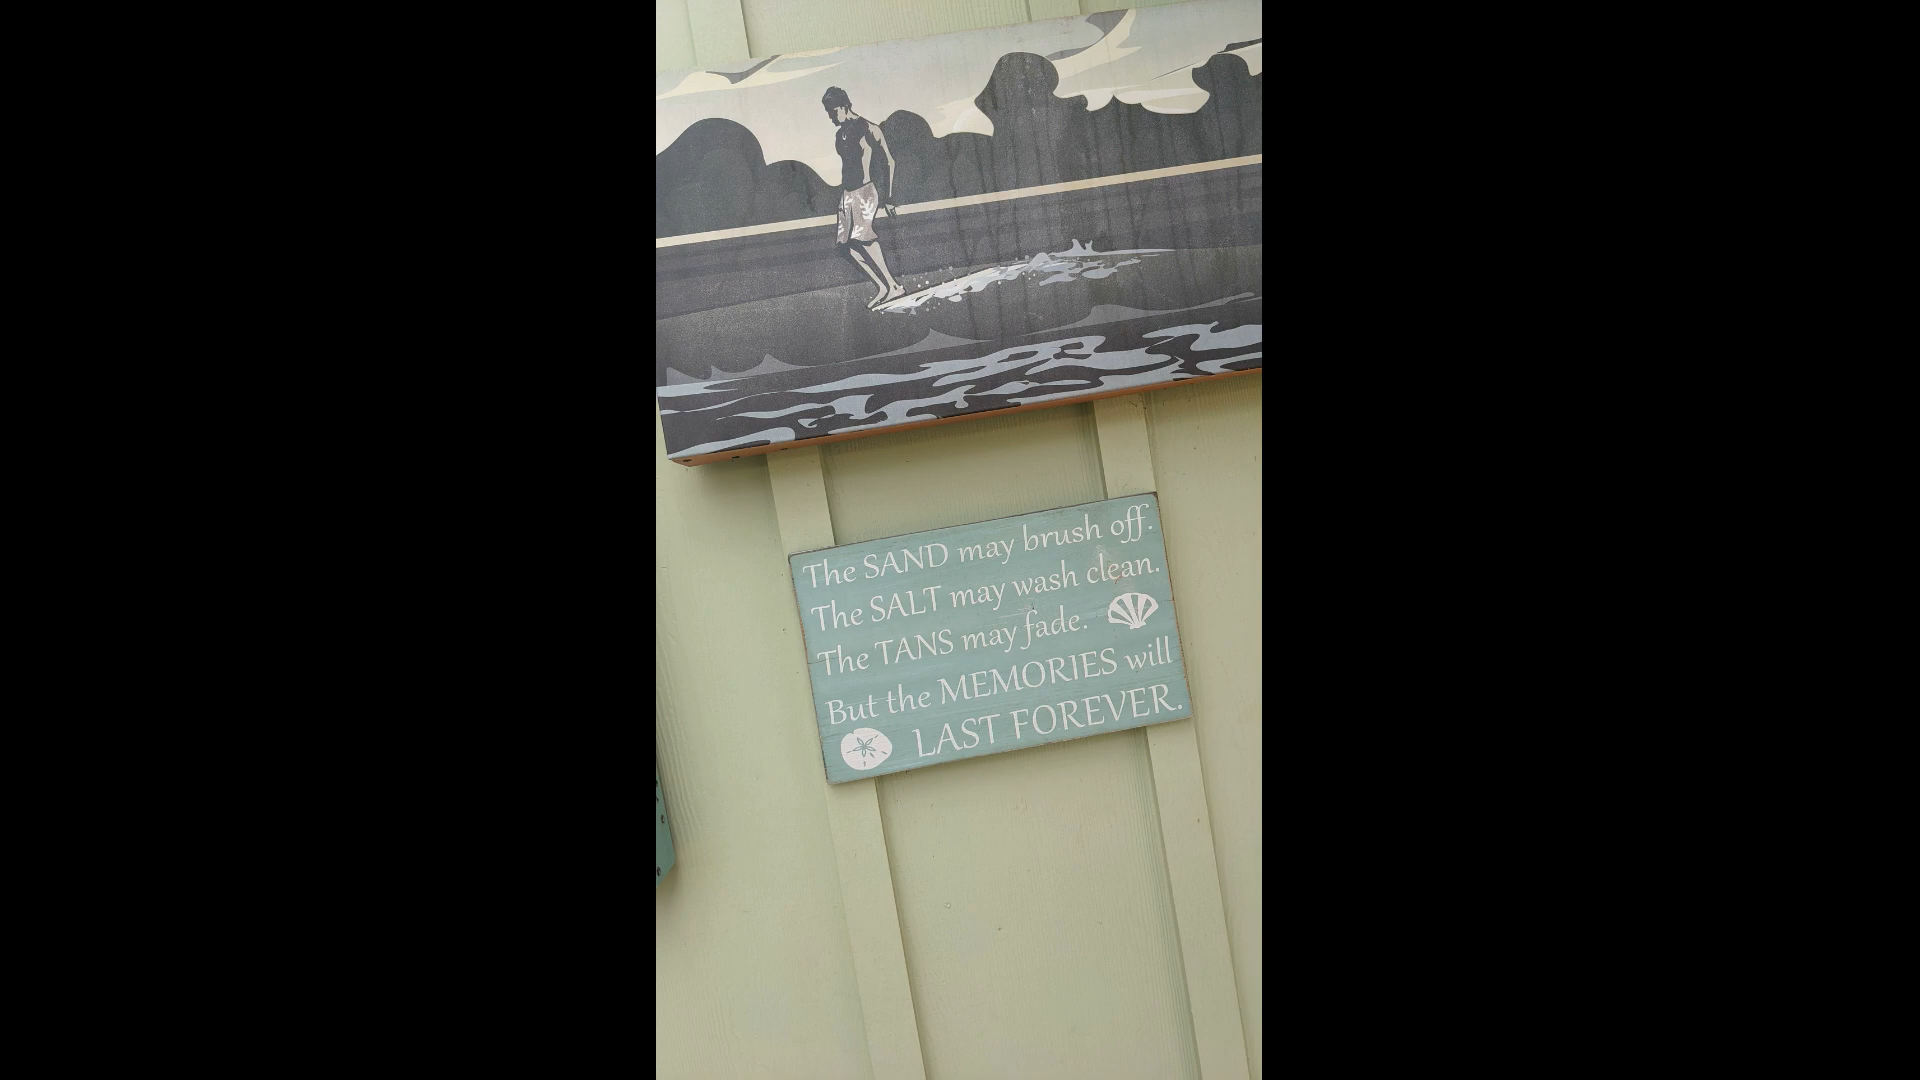 The SAND may brush off.
The SALT may wash clean.
The TANS may fade.
But the MEMORIES will
LAST FOREVER.